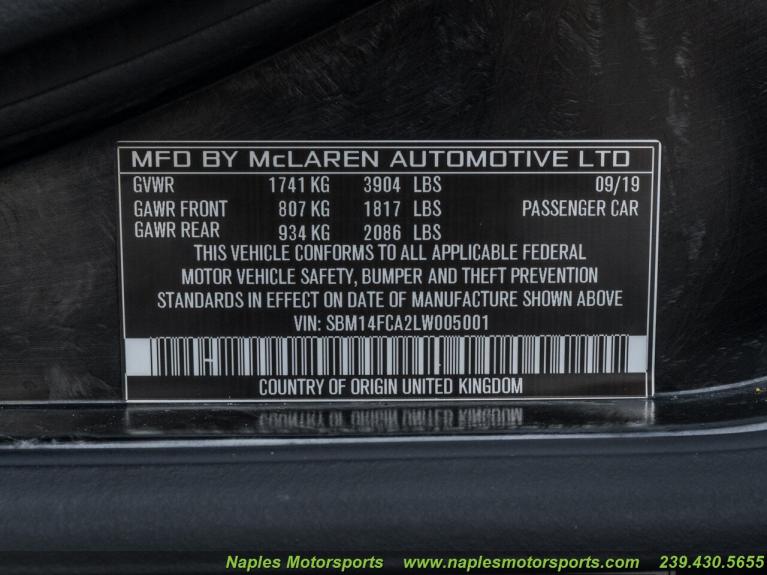 MFD BY McLAREN AUTOMOTIVE LTD
GVWR 1741 KG 3904 LBS 09/19
GAWR FRONT 807 KG 1817 LBS PASSENGER CAR
GAWR REAR 934 KG 2086 LBS
THIS VEHICLE CONFORMS TO ALL APPLICABLE FEDERAL
MOTOR VEHICLE SAFETY, BUMPER AND THEFT PREVENTION
STANDARDS IN EFFECT ON DATE OF MANUFACTURE SHOWN ABOVE
VIN: SBM14FCA2LW005001
COUNTRY OF ORIGIN UNITED KINGDOM
Naples Motorsports www.naplesmotorsports.com 239.430.5655